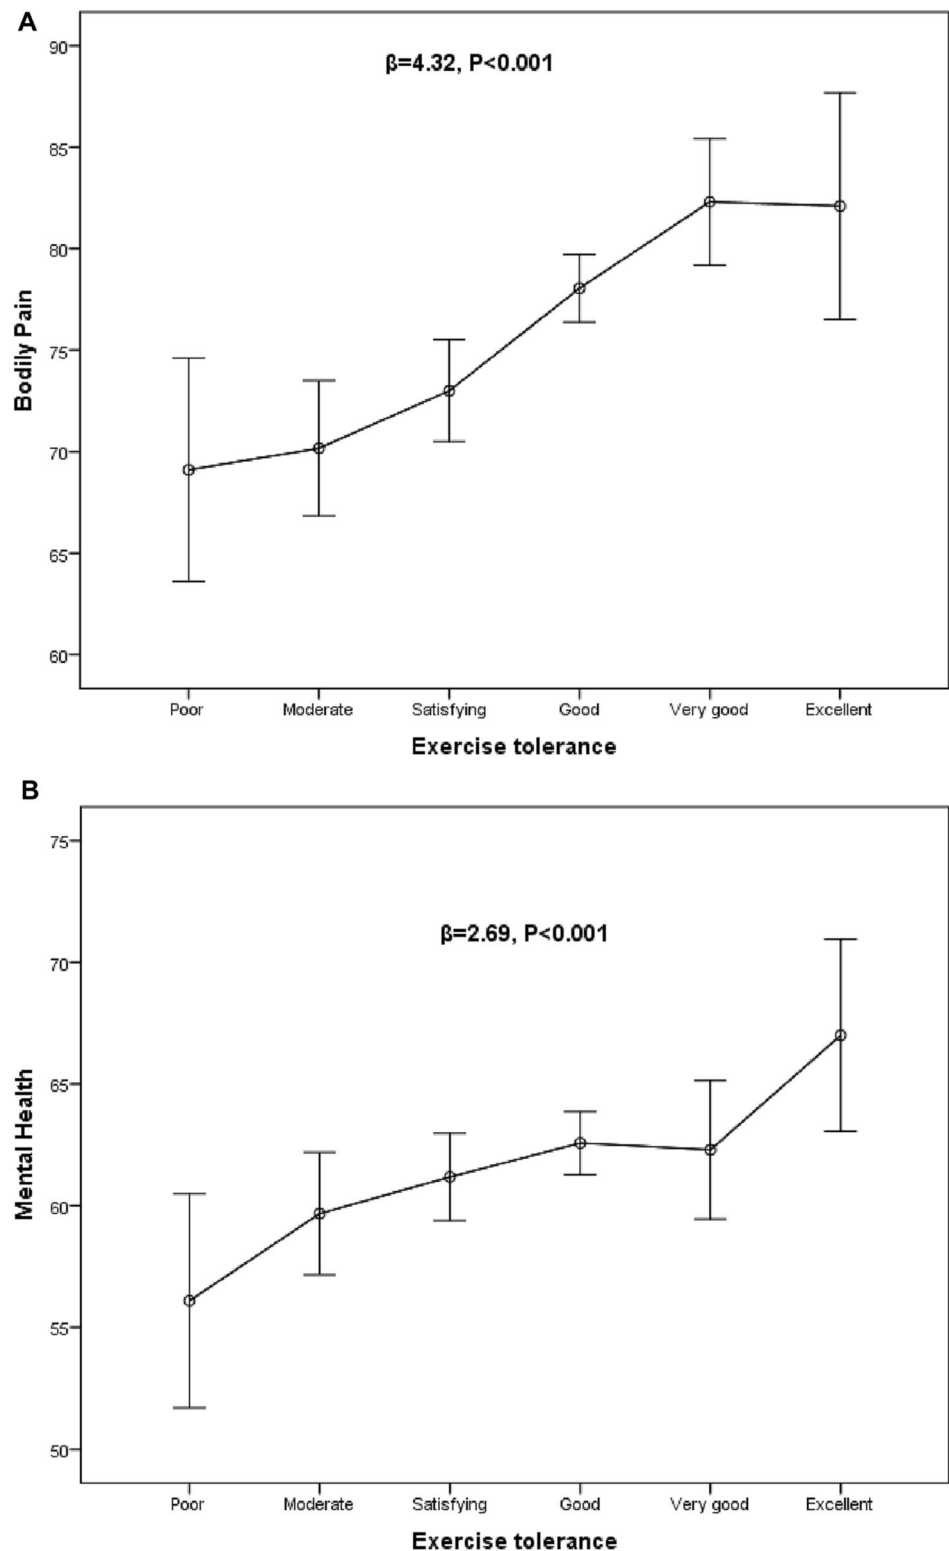 A
β=4.32, P<0.001
90
85
80
75
70
65
60
Bodily Pain
Poor Moderate Satisfying Good Very good Excellent
Exercise tolerance
B
β=2.69, P<0.001
75
70
65
60
55
50
Mental Health
Poor Moderate Satisfying Good Very good Excellent
Exercise tolerance